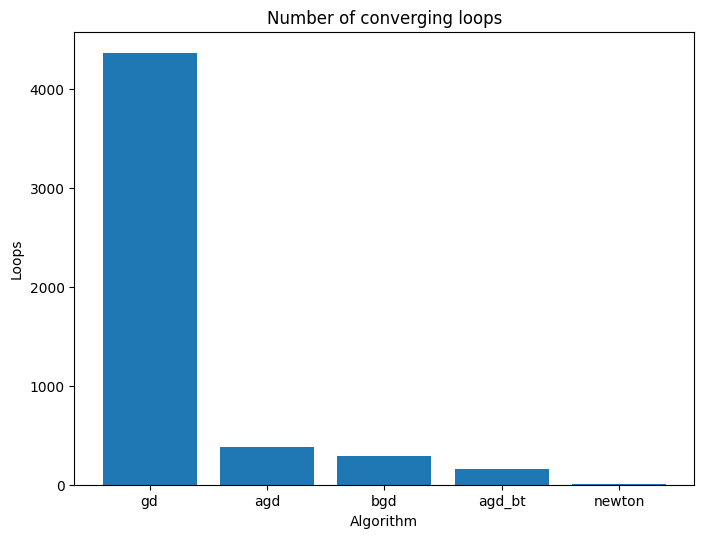 Number of converging loops
Loops
4000
3000
2000
1000
0
gd agd bgd agd_bt newton
Algorithm